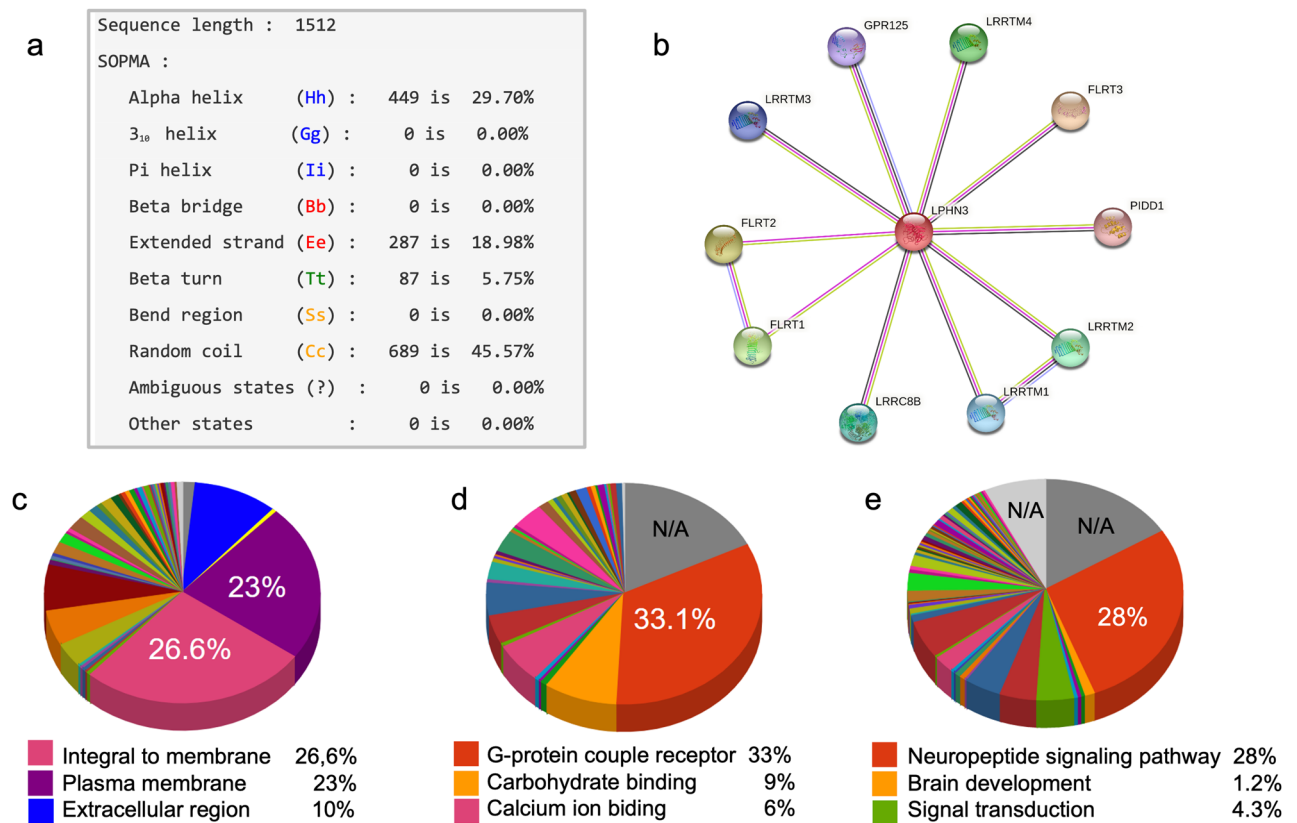 a
Sequence length : 1512
SOPMA :
Alpha helix (Hh) : 449 is 29.70%
3₁₀ helix (Gg) : 0 is 0.00%
Pi helix (Ii) : 0 is 0.00%
Beta bridge (Bb) : 0 is 0.00%
Extended strand (Ee) : 287 is 18.98%
Beta turn (Tt) : 87 is 5.75%
Bend region (Ss) : 0 is 0.00%
Random coil (Cc) : 689 is 45.57%
Ambiguous states (?) : 0 is 0.00%
Other states : 0 is 0.00%
b
GPR125
LRRTM4
LRRTM3
FLRT3
LPHN3
PIDD1
FLRT2
FLRT1
LRRTM2
LRRTM1
LRRC8B
c
23%
26.6%
Integral to membrane 26,6%
Plasma membrane 23%
Extracellular region 10%
d
N/A
33.1%
G-protein couple receptor 33%
Carbohydrate binding 9%
Calcium ion biding 6%
e
N/A
N/A
28%
Neuropeptide signaling pathway 28%
Brain development 1.2%
Signal transduction 4.3%